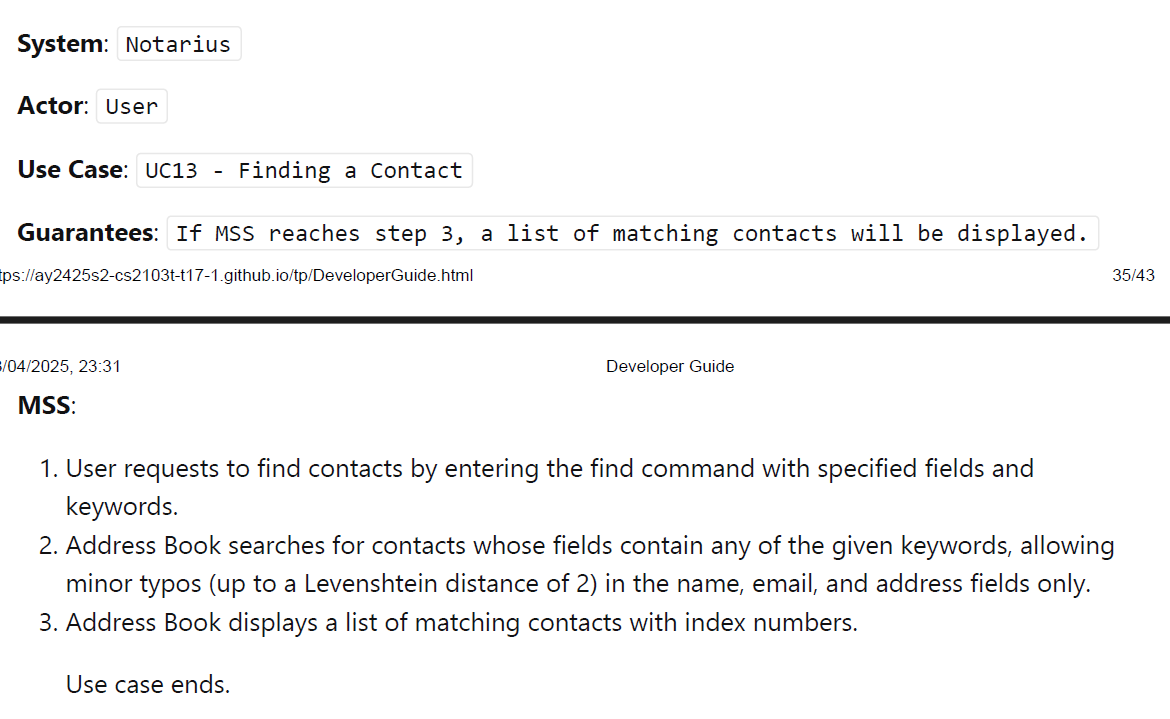 System: Notarius
Actor: User
Use Case: UC13 - Finding a Contact
Guarantees: If MSS reaches step 3, a list of matching contacts will be displayed.
tps://ay2425s2-cs2103t-t17-1.github.io/tp/DeveloperGuide.html 35/43
/04/2025, 23:31 Developer Guide
MSS:
1. User requests to find contacts by entering the find command with specified fields and
keywords.
2. Address Book searches for contacts whose fields contain any of the given keywords, allowing
minor typos (up to a Levenshtein distance of 2) in the name, email, and address fields only.
3. Address Book displays a list of matching contacts with index numbers.
Use case ends.